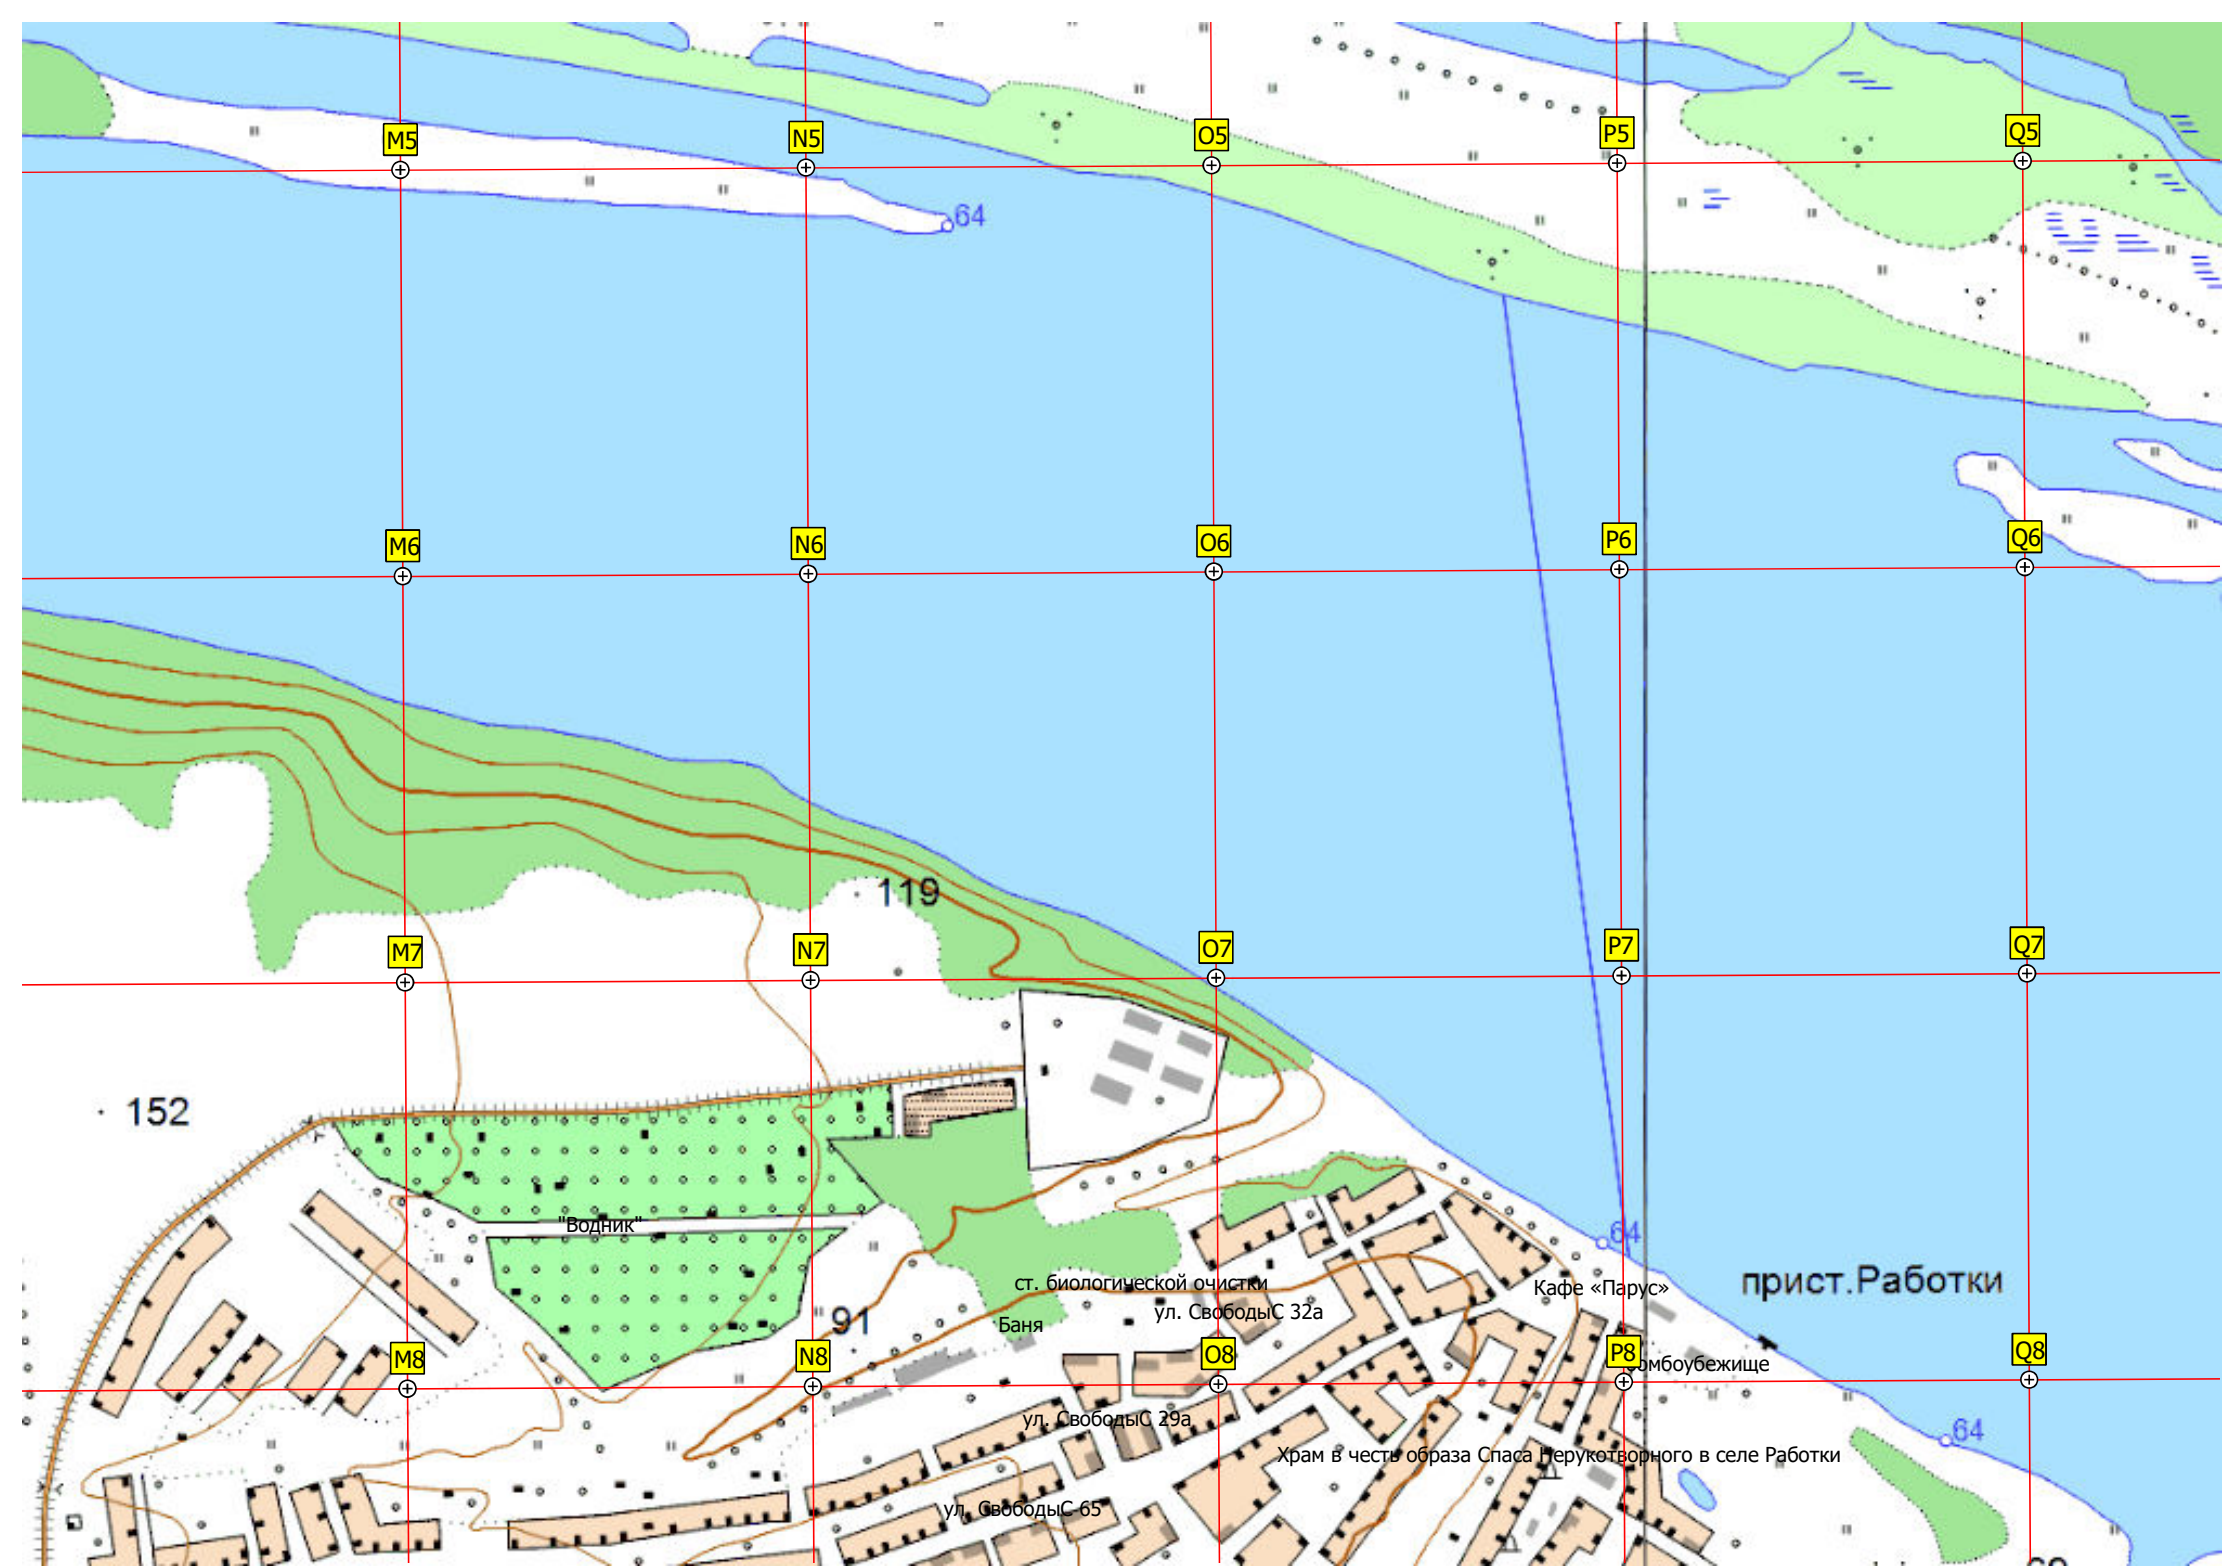 M5
N5
O5
P5
Q5
64
M6
N6
O6
P6
Q6
119
M7
N7
O7
P7
Q7
152
"Водник"
64
прист.Работки
ст. биологической очистки
Кафе «Парус»
ул. СвободыС 32а
91
Баня
M8
N8
O8
P8
Q8
омбоубежище
ул. СвободыС 29а
64
Храм в честь образа Спаса Нерукотворного в селе Работки
ул. СвободыС 65